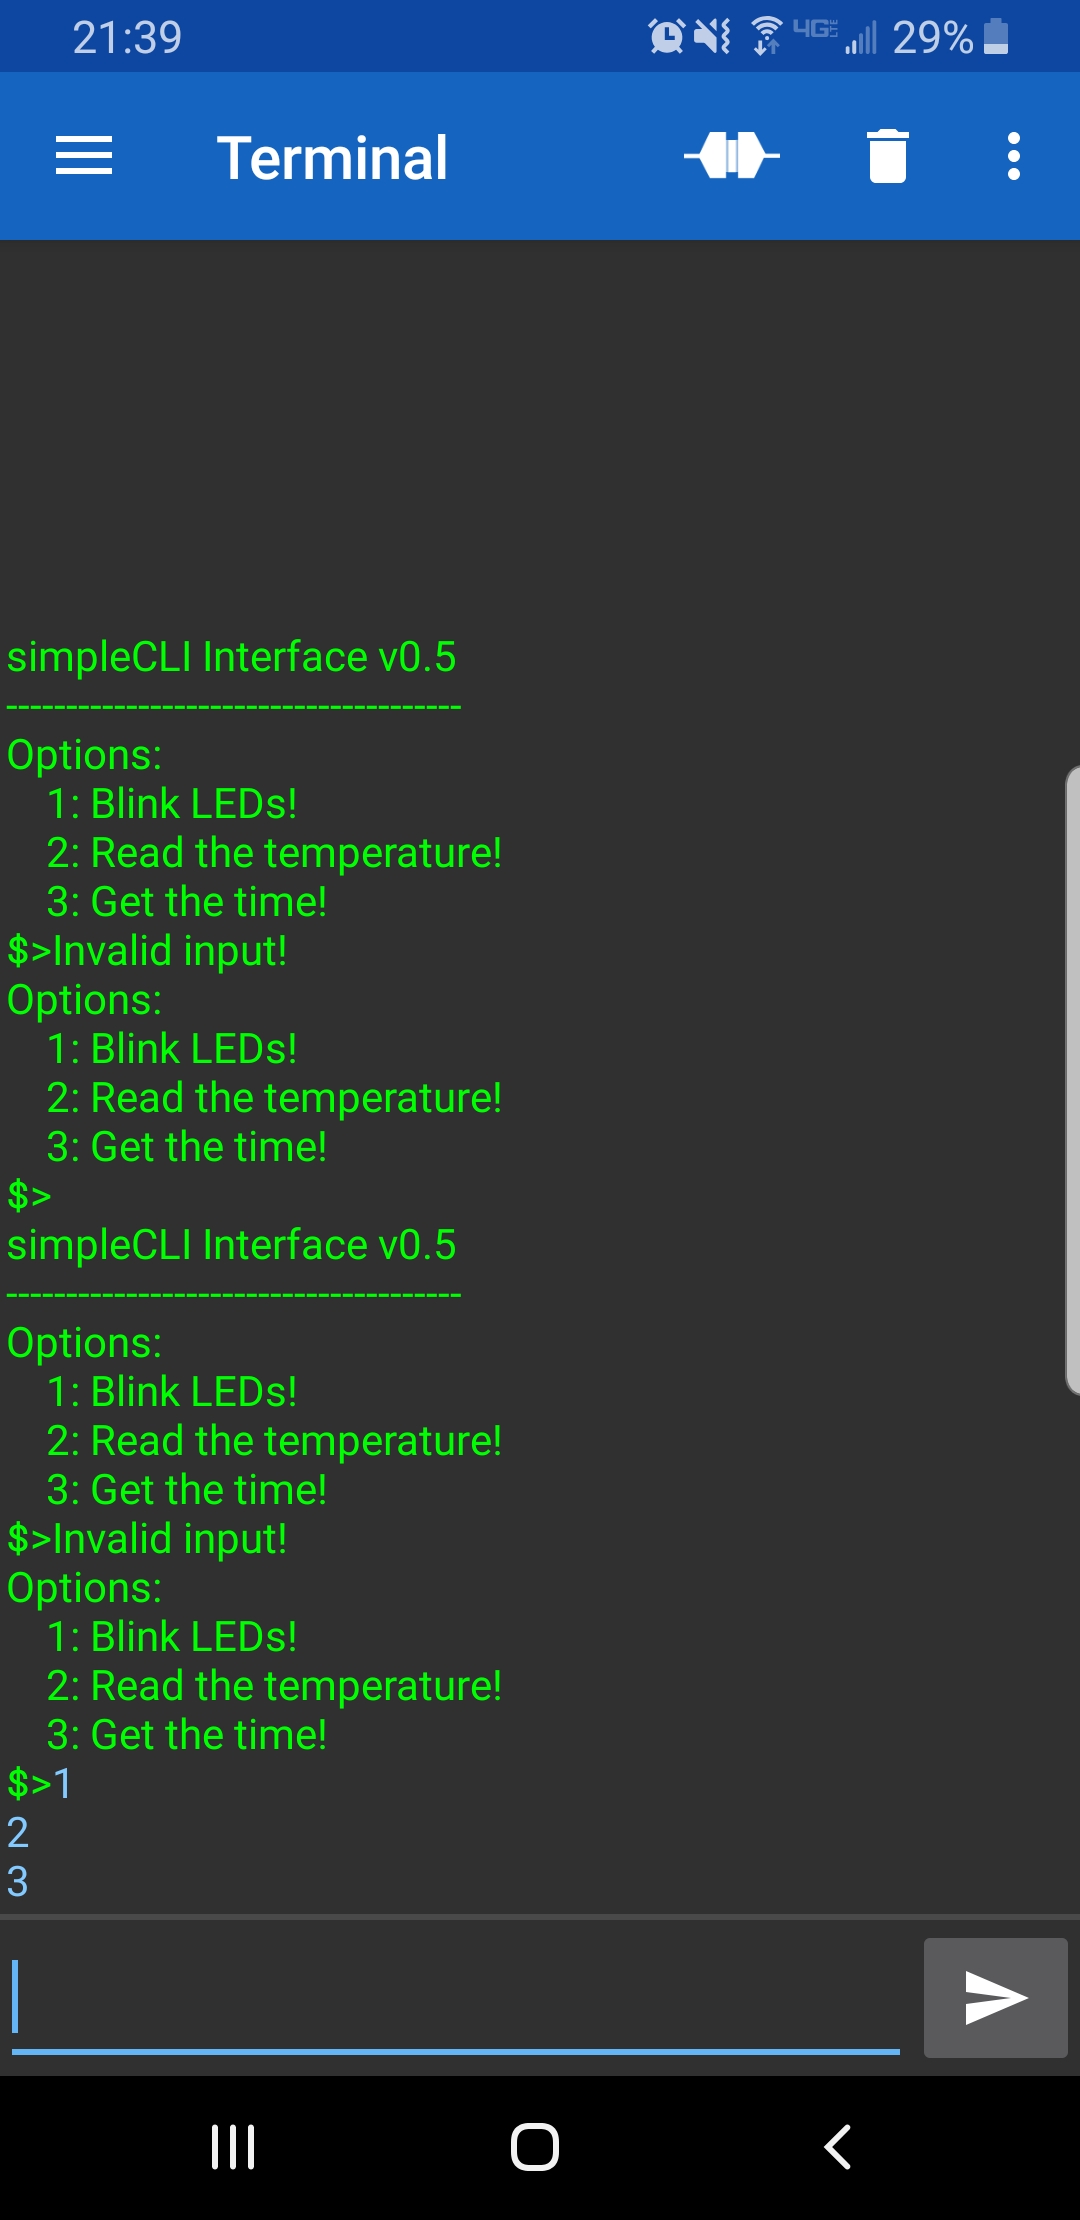 21:39
4G LTE 29%
Terminal
simpleCLI Interface v0.5
--------------------------------------
Options:
1: Blink LEDs!
2: Read the temperature!
3: Get the time!
$>Invalid input!
Options:
1: Blink LEDs!
2: Read the temperature!
3: Get the time!
$>
simpleCLI Interface v0.5
--------------------------------------
Options:
1: Blink LEDs!
2: Read the temperature!
3: Get the time!
$>Invalid input!
Options:
1: Blink LEDs!
2: Read the temperature!
3: Get the time!
$>1
2
3